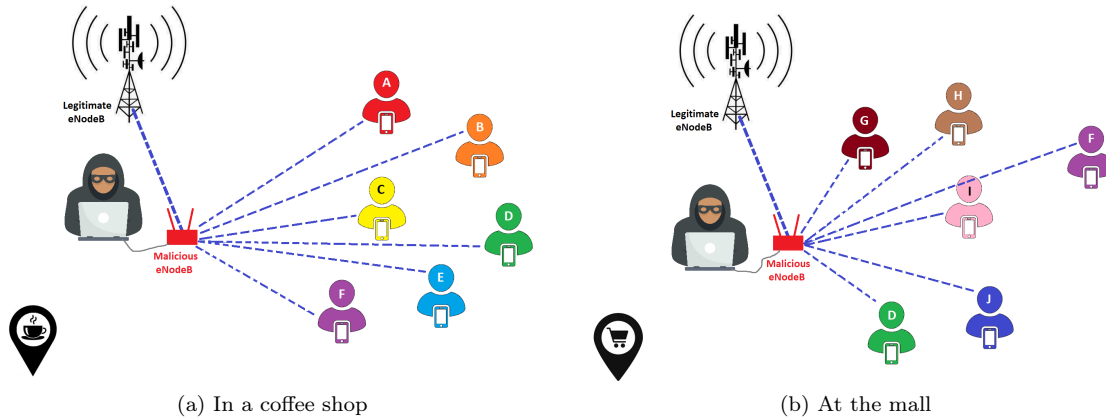 Legitimate
eNodeB
A
B
C
D
E
F
Malicious
eNodeB
(a) In a coffee shop
Legitimate
eNodeB
H
G
F
I
Malicious
eNodeB
J
D
(b) At the mall